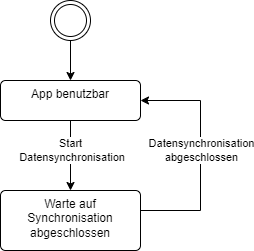 App benutzbar
Start
Datensynchronisation
Datensynchronisation
abgeschlossen
Warte auf
Synchronisation
abgeschlossen